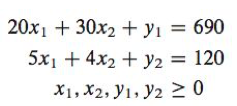 20x₁ + 30x₂ + y₁ = 690
5x₁ + 4x₂ + y₂ = 120
x₁, x₂, y₁, y₂ ≥ 0